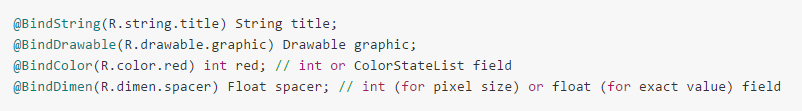 @BindString(R.string.title) String title;
@BindDrawable(R.drawable.graphic) Drawable graphic;
@BindColor(R.color.red) int red; // int or ColorStateList field
@BindDimen(R.dimen.spacer) Float spacer; // int (for pixel size) or float (for exact value) field